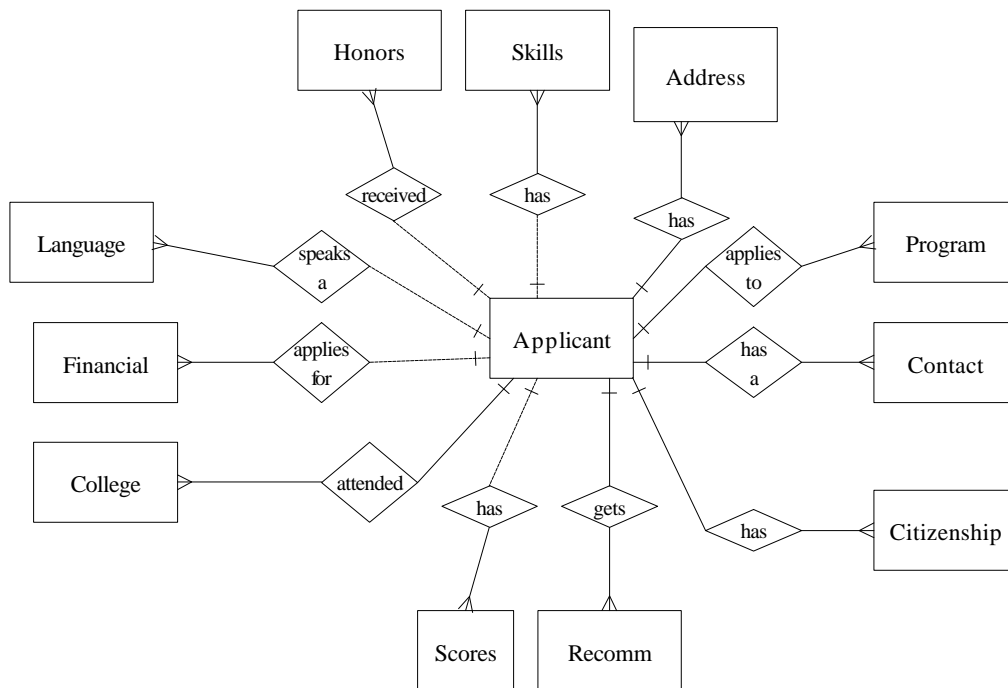 Honors
Skills
Address
received
has
has
Language
speaks
a
applies
to
Program
Applicant
Financial
applies
for
has
a
Contact
College
attended
has
gets
has
Citizenship
Scores
Recomm